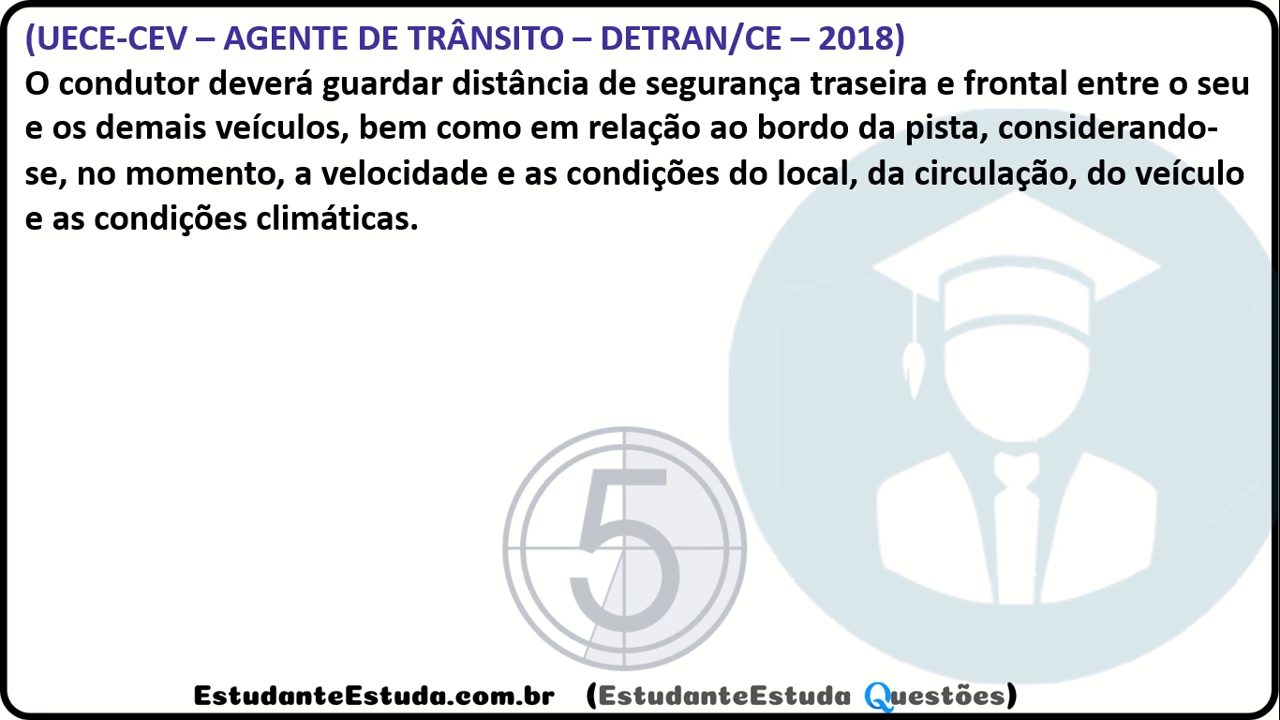 (UECE-CEV – AGENTE DE TRÂNSITO – DETRAN/CE – 2018)
O condutor deverá guardar distância de segurança traseira e frontal entre o seu
e os demais veículos, bem como em relação ao bordo da pista, considerando-
se, no momento, a velocidade e as condições do local, da circulação, do veículo
e as condições climáticas.
5
EstudanteEstuda.com.br (EstudanteEstuda Questões)